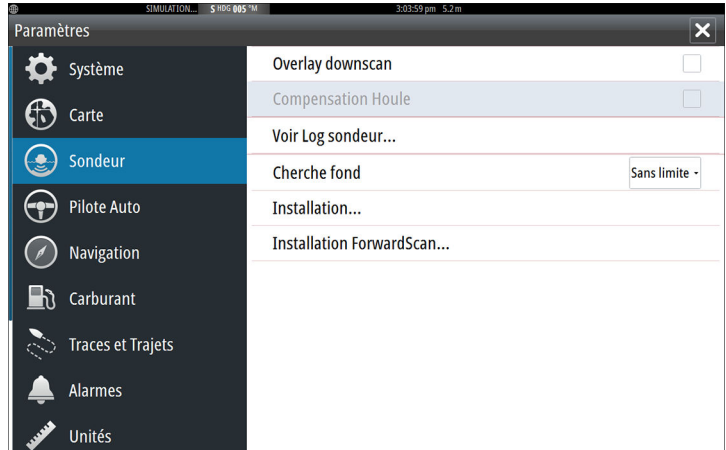 SIMULATION... S HDG 005 °M 3:03:59 pm 5.2 m
Paramètres
Système
Carte
Sondeur
Pilote Auto
Navigation
Carburant
Traces et Trajets
Alarmes
Unités
Overlay downscan
Compensation Houle
Voir Log sondeur...
Cherche fond Sans limite
Installation...
Installation ForwardScan...